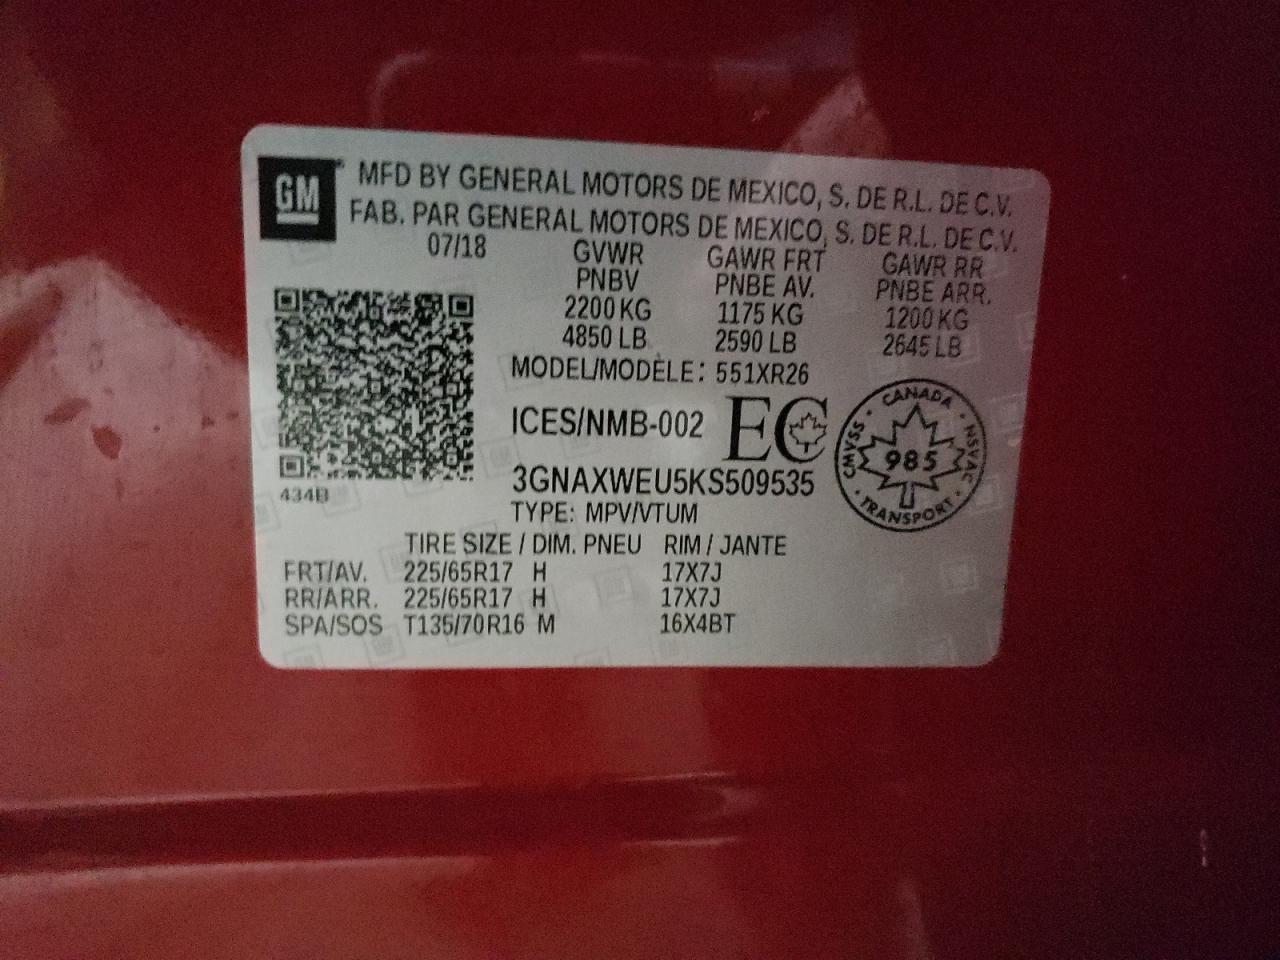 GM
MFD BY GENERAL MOTORS DE MEXICO, S. DE R.L. DE C.V.
FAB. PAR GENERAL MOTORS DE MEXICO, S. DE R.L. DE C.V.
07/18 GVWR GAWR FRT GAWR RR
PNBV PNBE AV. PNBE ARR.
2200 KG 1175 KG 1200 KG
4850 LB 2590 LB 2645 LB
MODEL/MODÈLE: 551XR26
ICES/NMB-002 EC
CANADA
CMVSS 985 NSVAC
TRANSPORT
3GNAXWEU5KS509535
434B
TYPE: MPV/VTUM
TIRE SIZE / DIM. PNEU RIM / JANTE
FRT/AV. 225/65R17 H 17X7J
RR/ARR. 225/65R17 H 17X7J
SPA/SOS T135/70R16 M 16X4BT